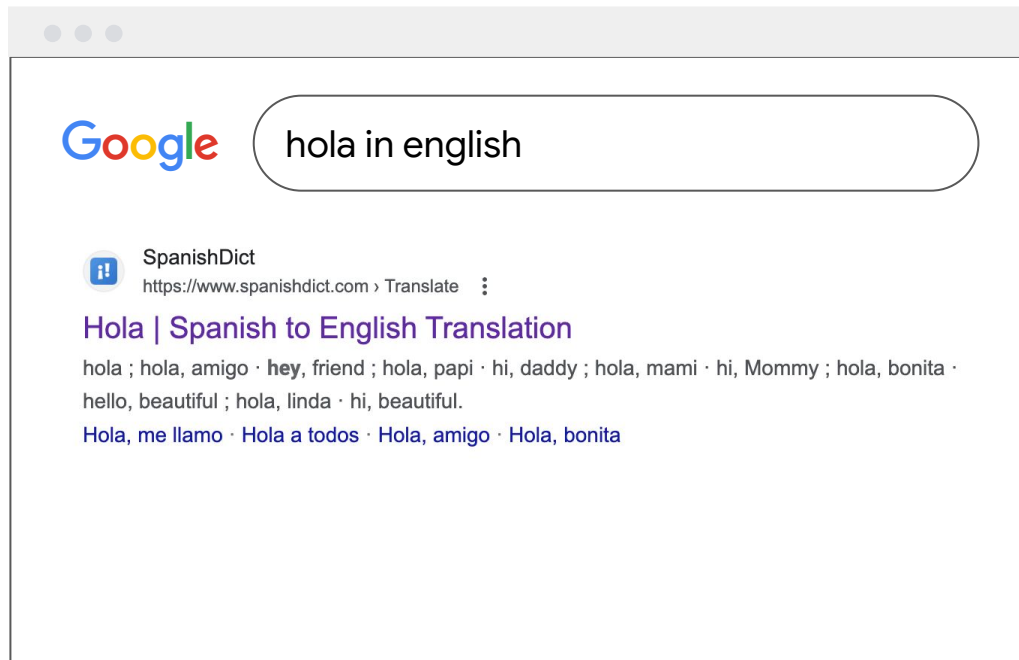 Google
hola in english
SpanishDict
https://www.spanishdict.com › Translate
Hola | Spanish to English Translation
hola ; hola, amigo · hey, friend ; hola, papi · hi, daddy ; hola, mami · hi, Mommy ; hola, bonita ·
hello, beautiful ; hola, linda · hi, beautiful.
Hola, me llamo · Hola a todos · Hola, amigo · Hola, bonita